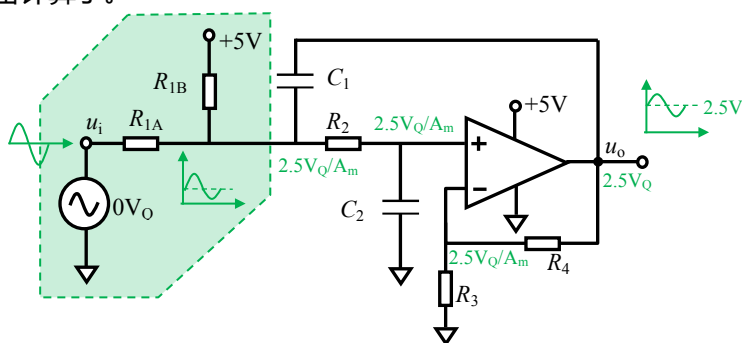 +5V
R1B
C1
ui
R1A
R2
2.5VQ/Am
+5V
2.5V
+
uo
2.5VQ/Am
−
2.5VQ
0VQ
C2
2.5VQ/Am
R4
R3